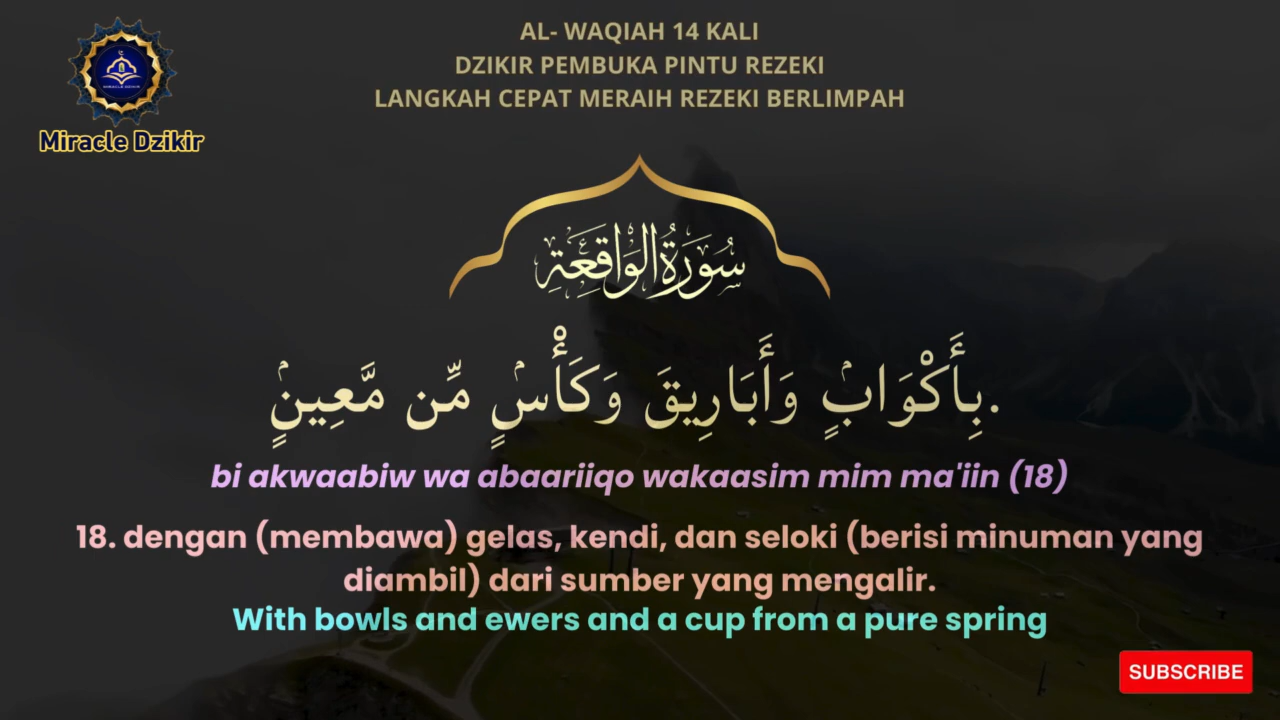 AL- WAQIAH 14 KALI
DZIKIR PEMBUKA PINTU REZEKI
LANGKAH CEPAT MERAIH REZEKI BERLIMPAH
Miracle Dzikir
سُورَةُ الوَاقِعَةِ
بِأَكْوَابٍۢ وَأَبَارِيقَ وَكَأْسٍۢ مِّن مَّعِينٍۢ.
bi akwaabiw wa abaariiqo wakaasim mim ma'iin (18)
18. dengan (membawa) gelas, kendi, dan seloki (berisi minuman yang
diambil) dari sumber yang mengalir.
With bowls and ewers and a cup from a pure spring
SUBSCRIBE